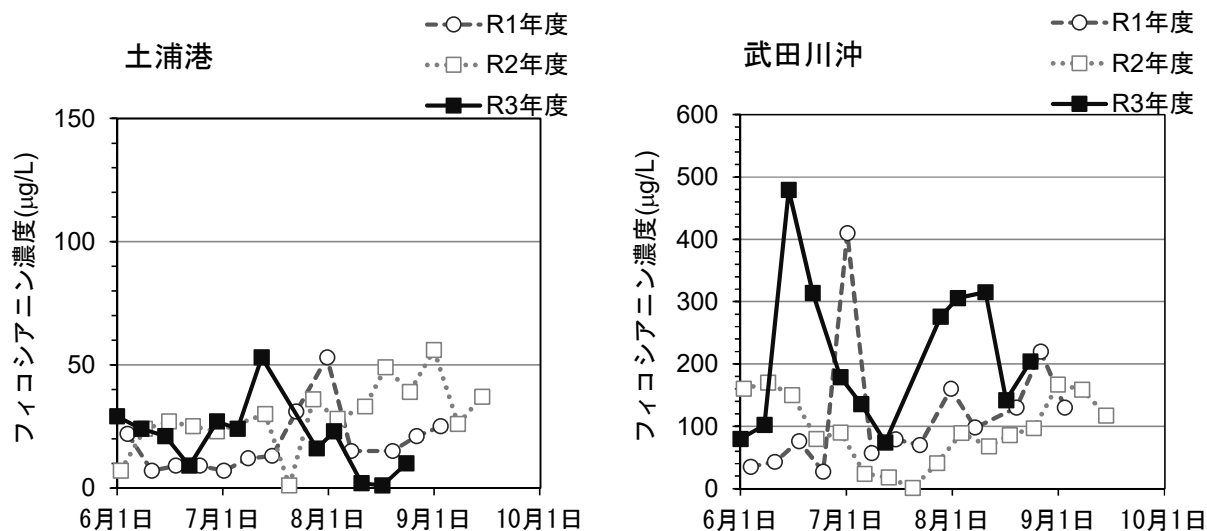 土浦港
R1年度
R2年度
R3年度
フィコシアニン濃度(μg/L)
150
100
50
0
6月1日 7月1日 8月1日 9月1日 10月1日
武田川沖
R1年度
R2年度
R3年度
フィコシアニン濃度(μg/L)
600
500
400
300
200
100
0
6月1日 7月1日 8月1日 9月1日 10月1日